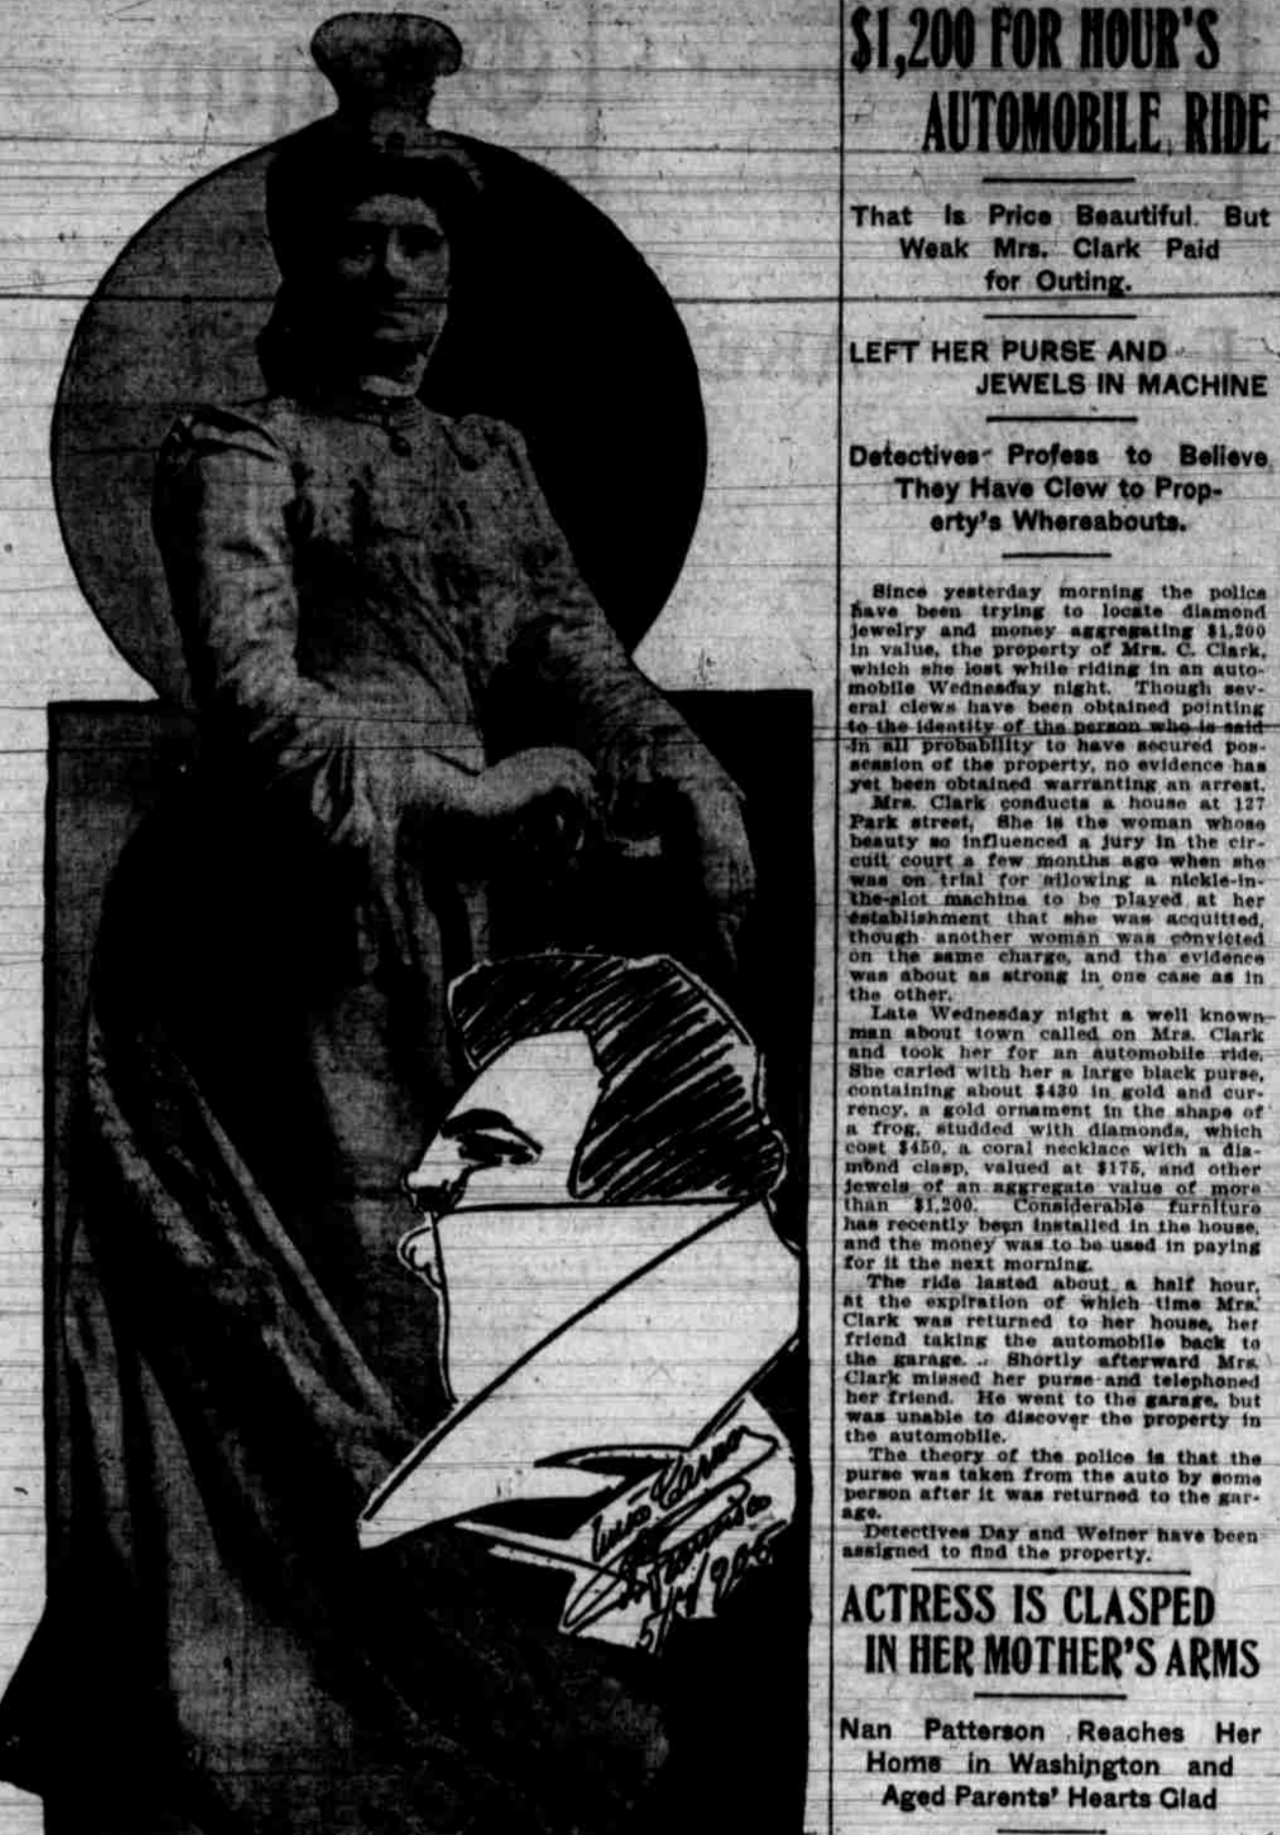 $1,200 FOR HOUR'S
AUTOMOBILE RIDE
That Is Price Beautiful But
Weak Mrs. Clark Paid
for Outing.
LEFT HER PURSE AND
JEWELS IN MACHINE
Detectives Profess to Believe
They Have Clew to Prop-
erty's Whereabouts.
Since yesterday morning the police
have been trying to locate diamond
jewelry and money aggregating $1,200
in value, the property of Mrs. C. Clark,
which she lost while riding in an auto-
mobile Wednesday night. Though sev-
eral clews have been obtained pointing
to the identity of the person who is said
in all probability to have secured pos-
session of the property, no evidence has
yet been obtained warranting an arrest.
Mrs. Clark conducts a house at 127
Park street. She is the woman whose
beauty so influenced a jury in the cir-
cuit court a few months ago when she
was on trial for allowing a nickle-in-
the-slot machine to be played at her
establishment that she was acquitted,
though another woman was convicted
on the same charge, and the evidence
was about as strong in one case as in
the other.
Late Wednesday night a well known
man about town called on Mrs. Clark
and took her for an automobile ride.
She caried with her a large black purse,
containing about $430 in gold and cur-
rency, a gold ornament in the shape of
a frog, studded with diamonds, which
cost $450, a coral necklace with a dia-
mond clasp, valued at $175, and other
jewels of an aggregate value of more
than $1,200. Considerable furniture
has recently been installed in the house,
and the money was to be used in paying
for it the next morning.
The ride lasted about a half hour,
at the expiration of which time Mrs.
Clark was returned to her house, her
friend taking the automobile back to
the garage. Shortly afterward Mrs.
Clark missed her purse and telephoned
her friend. He went to the garage, but
was unable to discover the property in
the automobile.
The theory of the police is that the
purse was taken from the auto by some
person after it was returned to the gar-
age.
Detectives Day and Weiner have been
assigned to find the property.
ACTRESS IS CLASPED
IN HER MOTHER'S ARMS
Nan Patterson Reaches Her
Home in Washington and
Aged Parents' Hearts Glad